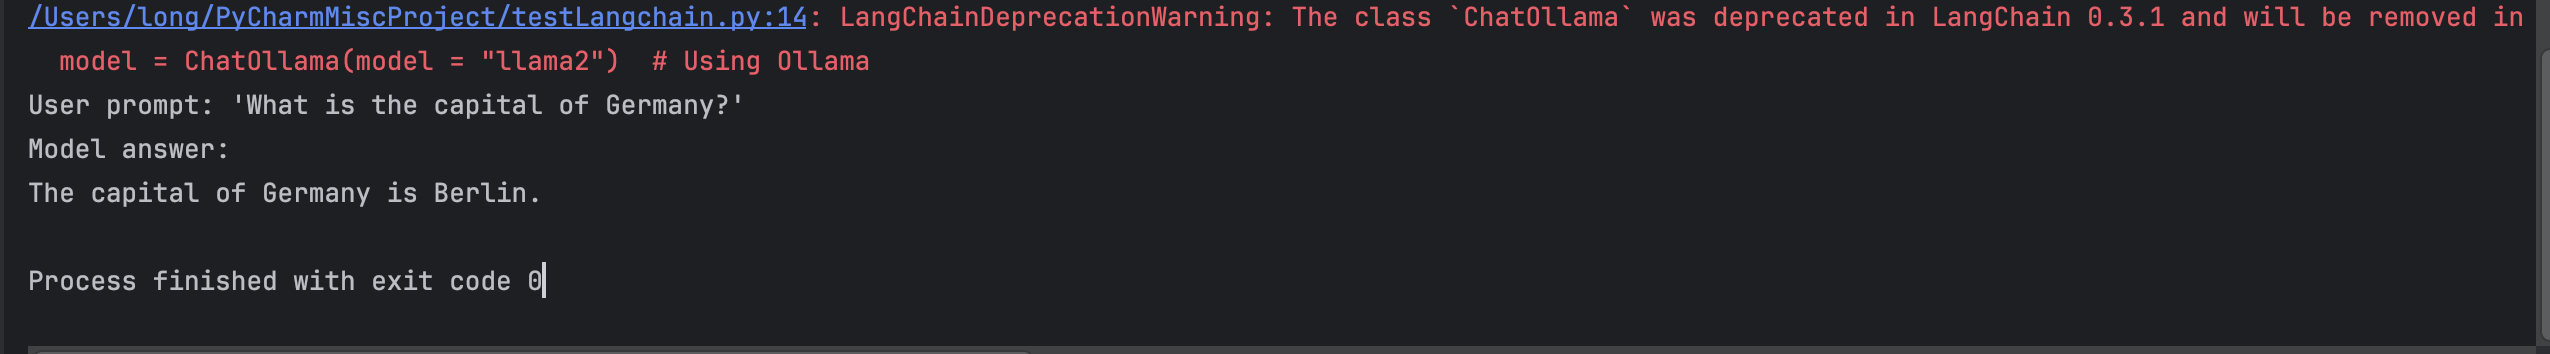 /Users/long/PyCharmMiscProject/testLangchain.py:14: LangChainDeprecationWarning: The class `ChatOllama` was deprecated in LangChain 0.3.1 and will be removed in
  model = ChatOllama(model = "llama2")  # Using Ollama
User prompt: 'What is the capital of Germany?'
Model answer:
The capital of Germany is Berlin.
Process finished with exit code 0